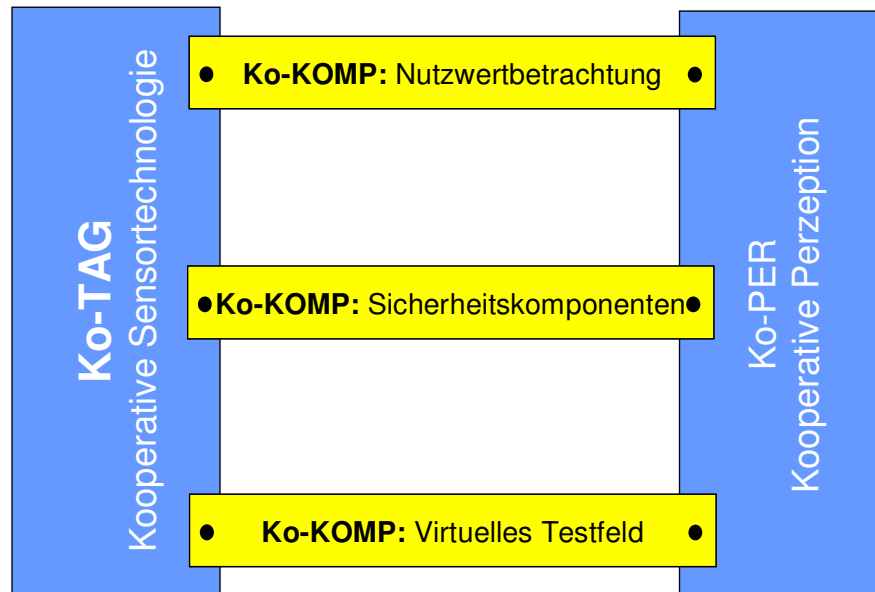 Ko-TAG
Kooperative Sensortechnologie
Ko-KOMP: Nutzwertbetrachtung
Ko-KOMP: Sicherheitskomponenten
Ko-KOMP: Virtuelles Testfeld
Ko-PER
Kooperative Perzeption